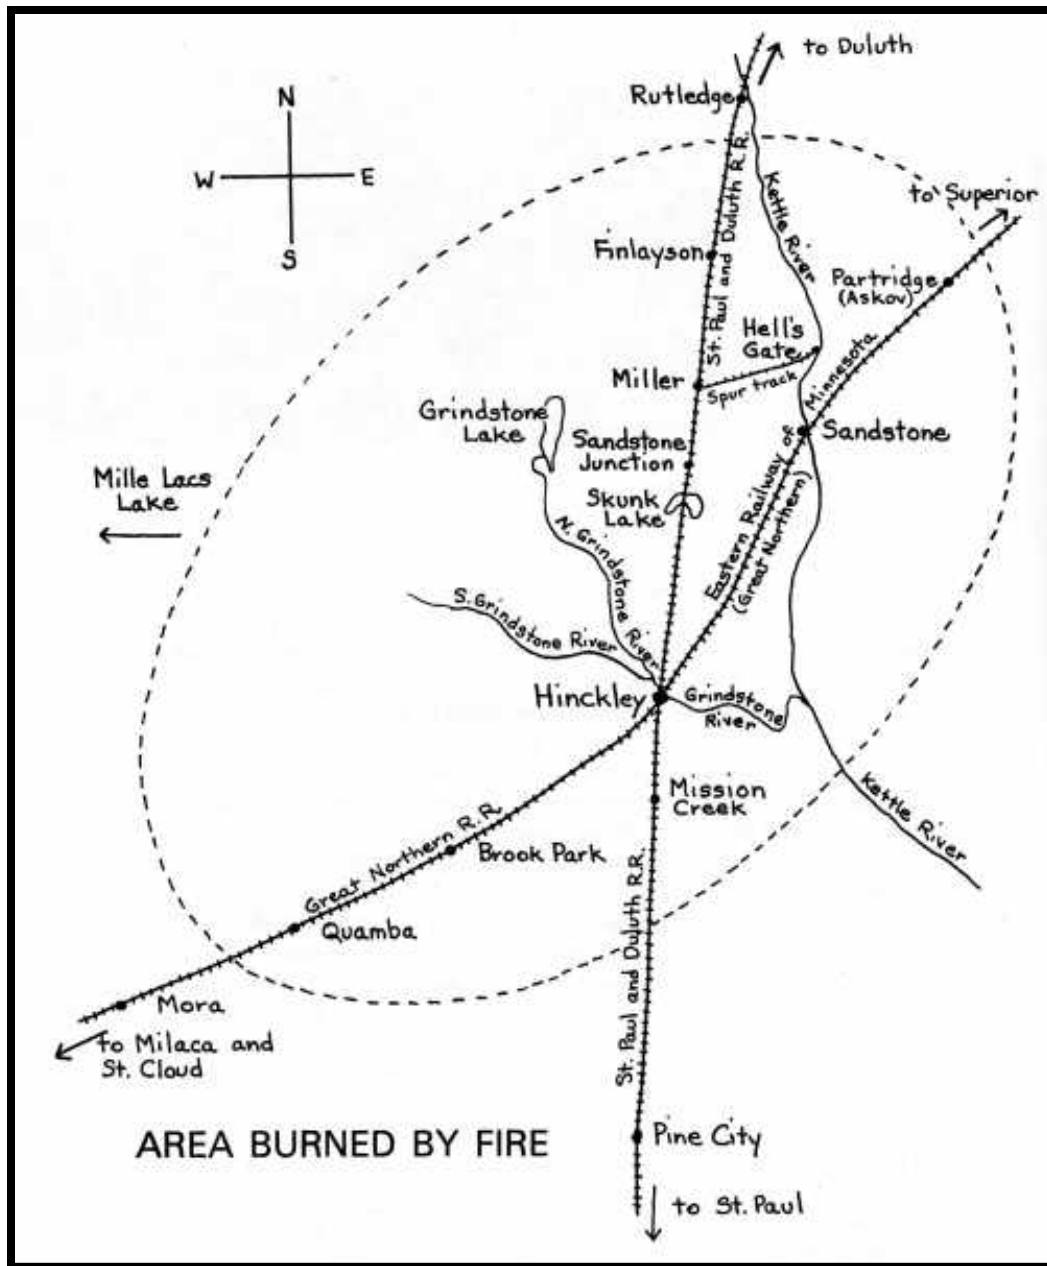 to Duluth
N
Rutledge
W
E
St. Paul and Duluth R.R.
Kettle River
to Superior
S
Finlayson
Partridge
(Askov)
Hell's
Gate
Minnesota
Miller
Spur track
Grindstone
Lake
Sandstone
Sandstone
Junction
Eastern Railway of
(Great Northern)
Mille Lacs
Lake
Skunk
Lake
N. Grindstone River
S. Grindstone River
Hinckley
Grindstone
River
Mission
Creek
Kettle River
Great Northern R.R.
Brook Park
St. Paul and Duluth R.R.
Quamba
Mora
to Milaca and
St. Cloud
AREA BURNED BY FIRE
Pine City
to St. Paul